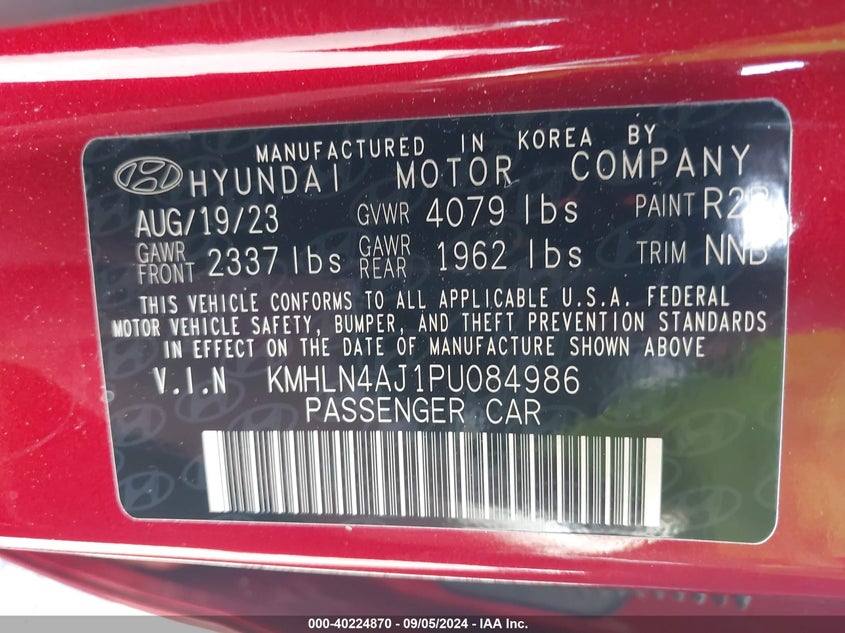 MANUFACTURED IN KOREA BY
HYUNDAI MOTOR COMPANY
AUG/19/23 GVWR 4079 lbs PAINT
GAWR FRONT 2337 lbs GAWR REAR 1962 lbs TRIM NNB
THIS VEHICLE CONFORMS TO ALL APPLICABLE U.S.A. FEDERAL
MOTOR VEHICLE SAFETY, BUMPER, AND THEFT PREVENTION STANDARDS
IN EFFECT ON THE DATE OF MANUFACTURE SHOWN ABOVE
V.I.N KMHLN4AJ1PU084986
PASSENGER CAR
000-40224870 - 09/05/2024 - IAA Inc.